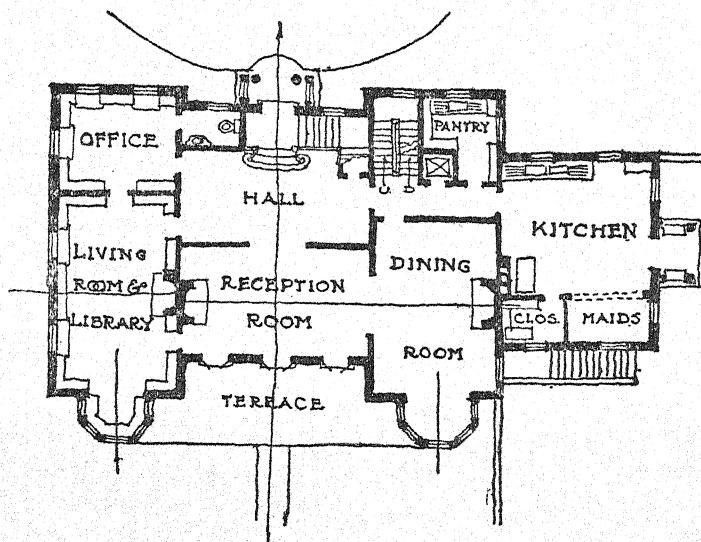 OFFICE
PANTRY
HALL
U. D.
KITCHEN
LIVING
ROOM &
LIBRARY
RECEPTION
ROOM
DINING
ROOM
CLOS.
MAIDS
TERRACE